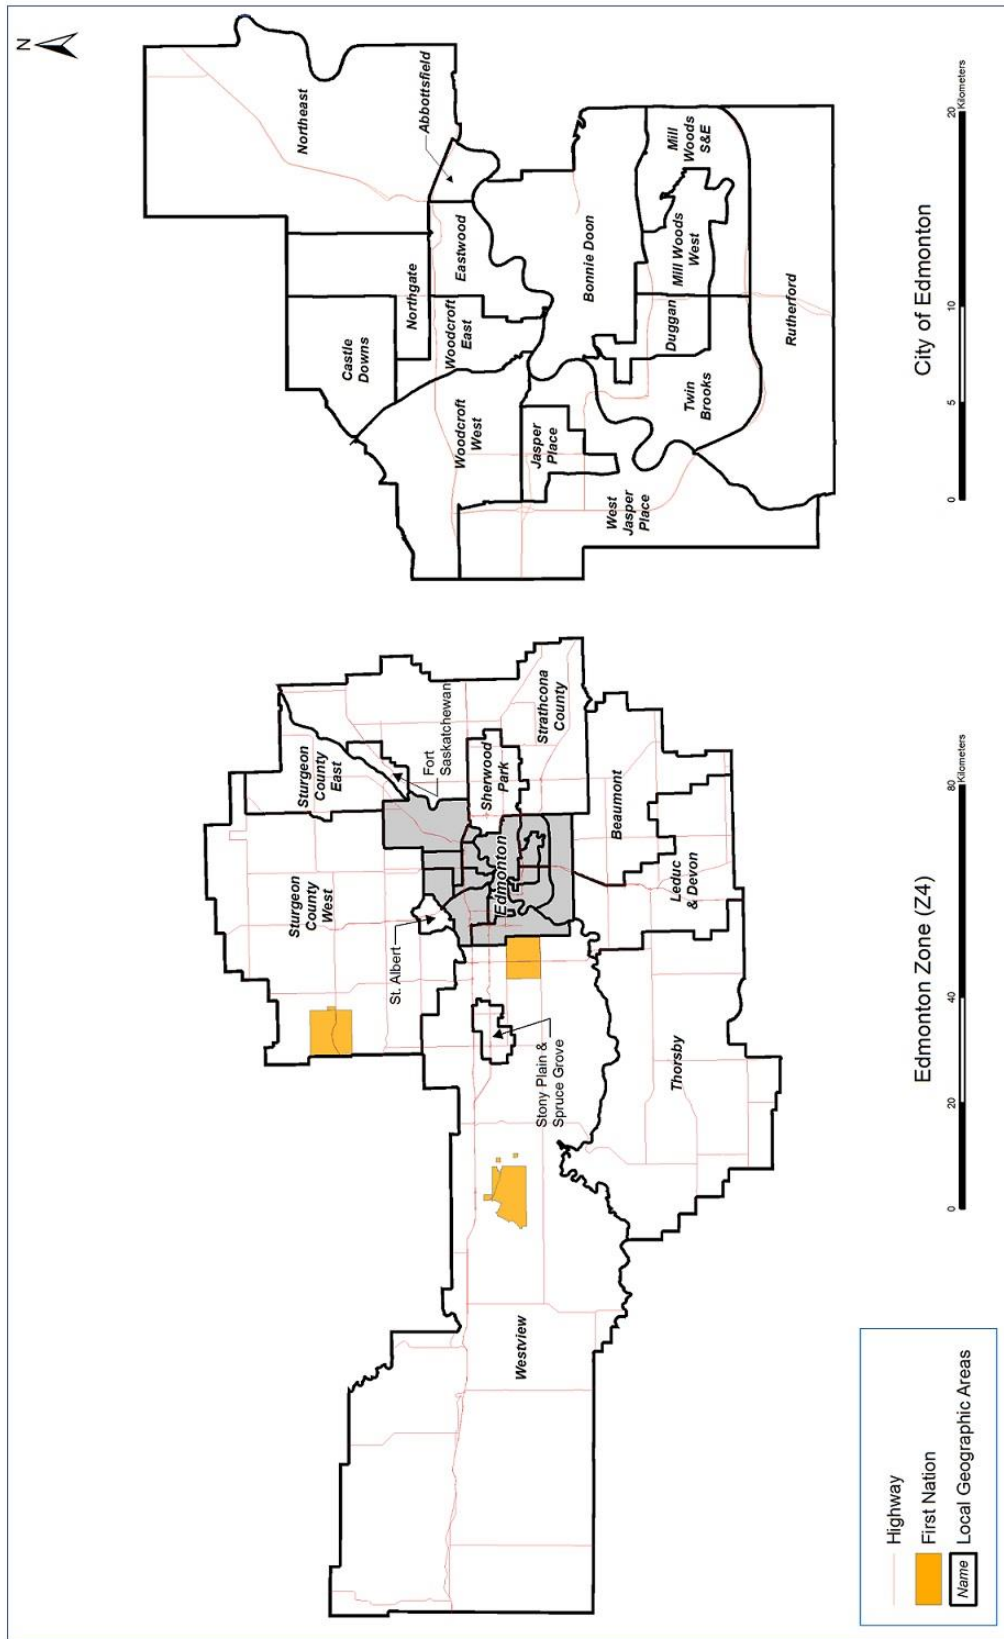 N
Northeast
Abbottsfield
Castle
Downs
Northgate
Woodcroft
East
Eastwood
Woodcroft
West
Jasper
Place
West
Jasper
Place
Bonnie Doon
Duggan
Mill Woods
West
Mill
Woods
S&E
Twin
Brooks
Rutherford
City of Edmonton
0
5
10
20
Kilometers
Sturgeon
County
East
Fort
Saskatchewan
Sturgeon
County
West
St. Albert
Edmonton
Sherwood
Park
Strathcona
County
Stony Plain &
Spruce Grove
Beaumont
Leduc
& Devon
Thorsby
Westview
Edmonton Zone (Z4)
0
20
40
80
Kilometers
Highway
First Nation
Name
Local Geographic Areas